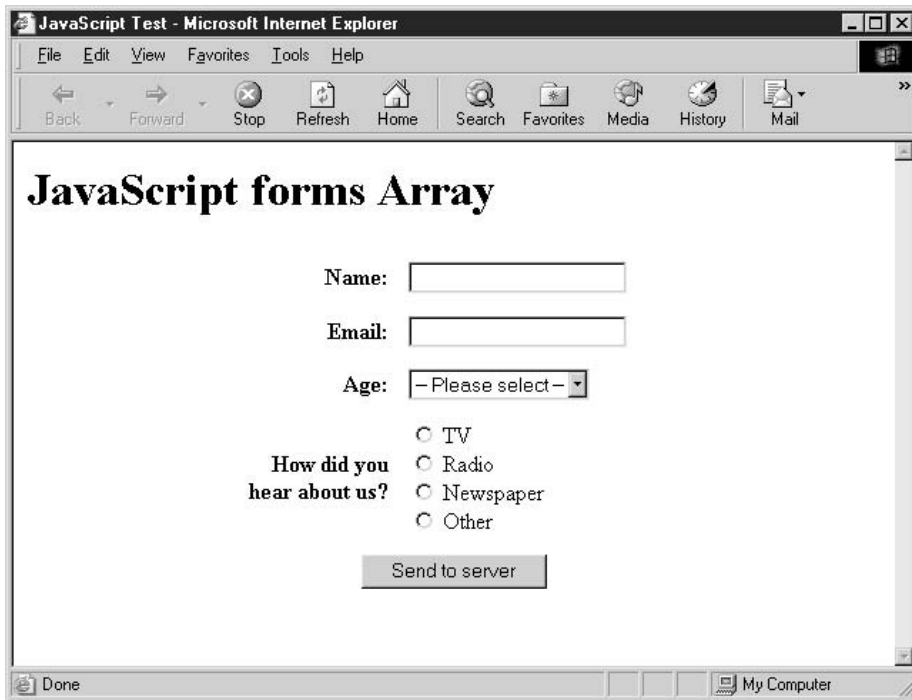 JavaScript Test - Microsoft Internet Explorer
File Edit View Favorites Tools Help
Back Forward Stop Refresh Home Search Favorites Media History Mail »
JavaScript forms Array
Name:
Email:
Age: – Please select –
TV
How did you Radio
hear about us? Newspaper
Other
Send to server
Done My Computer